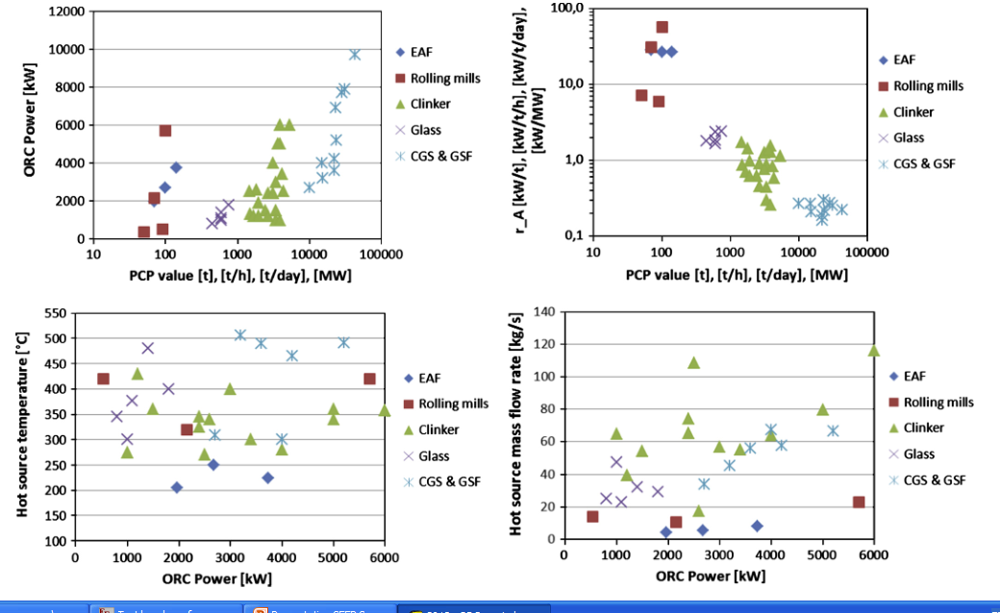 12000
10000
8000
6000
4000
2000
0
10
100
1000
10000
100000
ORC Power [kW]
PCP value [t], [t/h], [t/day], [MW]
EAF
Rolling mills
Clinker
Glass
CGS & GSF
100,0
10,0
1,0
0,1
10
100
1000
10000
100000
r_A [kW/t], [kW/t/h], [kW/t/day],
[kW/MW]
PCP value [t], [t/h], [t/day], [MW]
EAF
Rolling mills
Clinker
Glass
CGS & GSF
550
500
450
400
350
300
250
200
150
100
0
1000
2000
3000
4000
5000
6000
Hot source temperature [°C]
ORC Power [kW]
EAF
Rolling mills
Clinker
Glass
CGS & GSF
140
120
100
80
60
40
20
0
0
1000
2000
3000
4000
5000
6000
Hot source mass flow rate [kg/s]
ORC Power [kW]
EAF
Rolling mills
Clinker
Glass
CGS & GSF